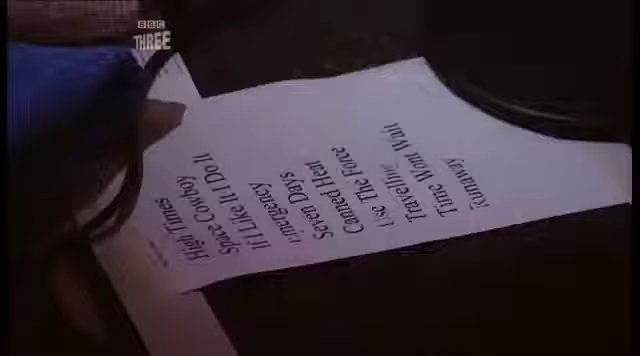 BBC
THREE
High Times
Space Cowboy
If I Like It I Do It
Emergency
Seven Days
Canned Heat
Use The Force
Travelling
Time Wont Wait
Runaway